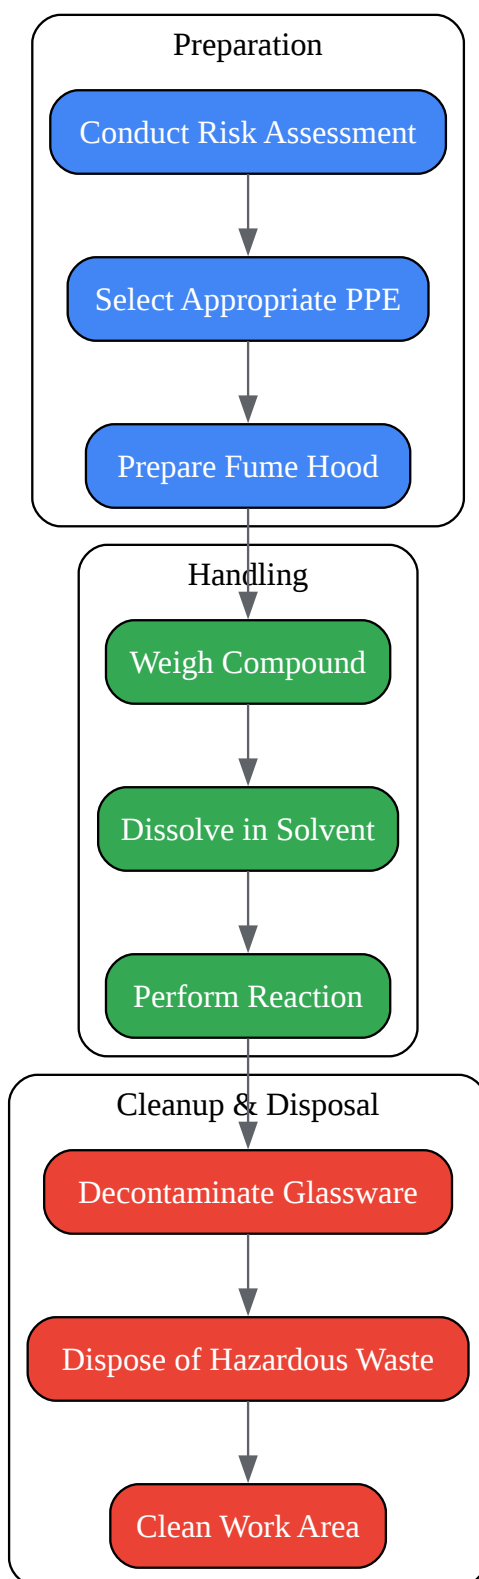 Preparation
Conduct Risk Assessment
Select Appropriate PPE
Prepare Fume Hood
Handling
Weigh Compound
Dissolve in Solvent
Perform Reaction
Cleanup & Disposal
Decontaminate Glassware
Dispose of Hazardous Waste
Clean Work Area